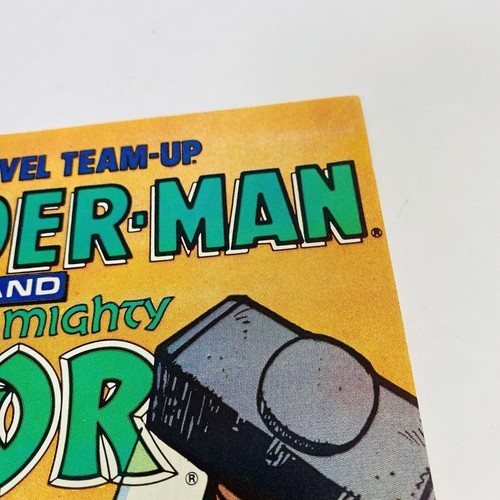 VEL TEAM-UP®
DER-MAN®
AND
mighty
OR®